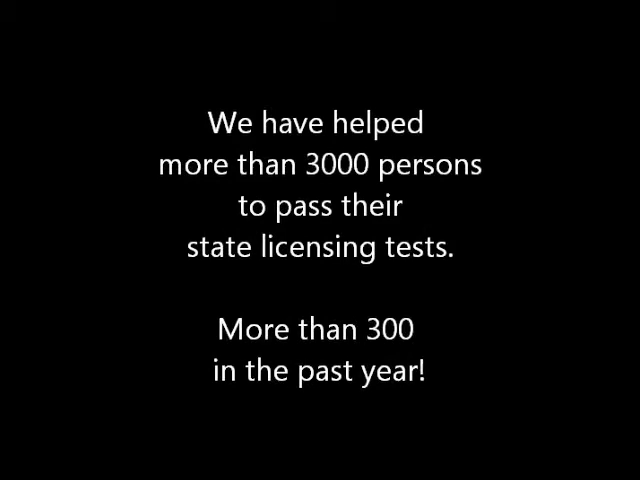 We have helped
more than 3000 persons
to pass their
state licensing tests.
More than 300
in the past year!